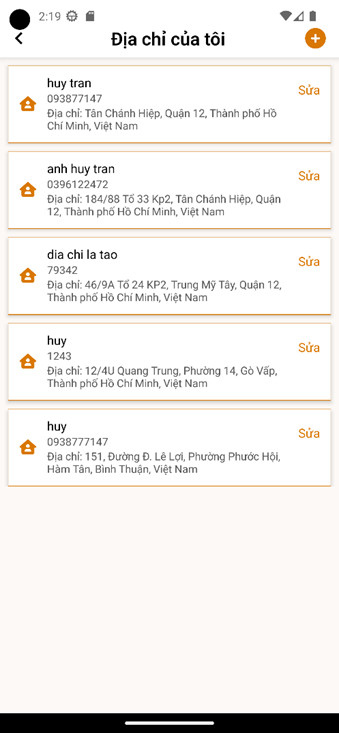 2:19
Địa chỉ của tôi
huy tran
Sửa
093877147
Địa chỉ: Tân Chánh Hiệp, Quận 12, Thành phố Hồ
Chí Minh, Việt Nam
anh huy tran
Sửa
0396122472
Địa chỉ: 184/88 Tổ 33 Kp2, Tân Chánh Hiệp, Quận
12, Thành phố Hồ Chí Minh, Việt Nam
dia chi la tao
Sửa
79342
Địa chỉ: 46/9A Tổ 24 KP2, Trung Mỹ Tây, Quận 12,
Thành phố Hồ Chí Minh, Việt Nam
huy
Sửa
1243
Địa chỉ: 12/4U Quang Trung, Phường 14, Gò Vấp,
Thành phố Hồ Chí Minh, Việt Nam
huy
Sửa
0938777147
Địa chỉ: 151, Đường Đ. Lê Lợi, Phường Phước Hội,
Hàm Tân, Bình Thuận, Việt Nam